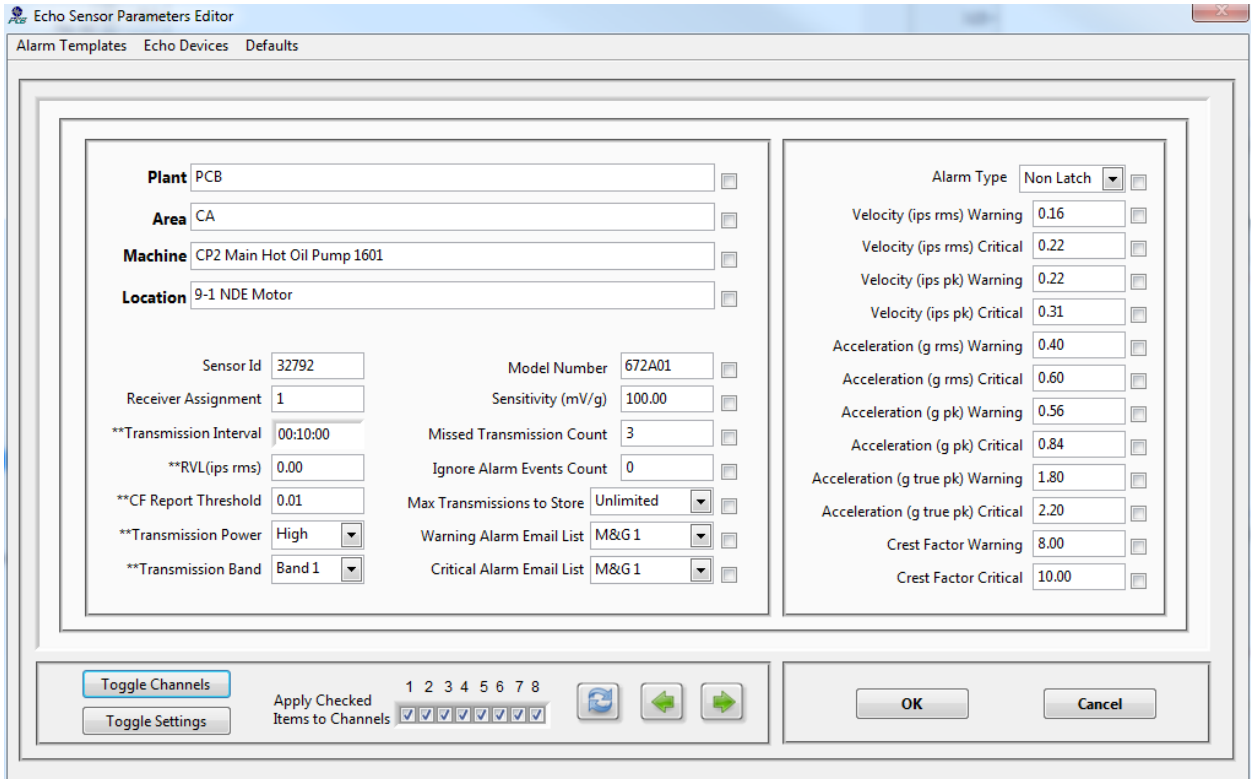 Echo Sensor Parameters Editor
Alarm Templates Echo Devices Defaults
Plant PCB
Area CA
Machine CP2 Main Hot Oil Pump 1601
Location 9-1 NDE Motor
Sensor Id 32792
Receiver Assignment 1
**Transmission Interval 00:10:00
**RVL(ips rms) 0.00
**CF Report Threshold 0.01
**Transmission Power High
**Transmission Band Band 1
Model Number 672A01
Sensitivity (mV/g) 100.00
Missed Transmission Count 3
Ignore Alarm Events Count 0
Max Transmissions to Store Unlimited
Warning Alarm Email List M&G 1
Critical Alarm Email List M&G 1
Alarm Type Non Latch
Velocity (ips rms) Warning 0.16
Velocity (ips rms) Critical 0.22
Velocity (ips pk) Warning 0.22
Velocity (ips pk) Critical 0.31
Acceleration (g rms) Warning 0.40
Acceleration (g rms) Critical 0.60
Acceleration (g pk) Warning 0.56
Acceleration (g pk) Critical 0.84
Acceleration (g true pk) Warning 1.80
Acceleration (g true pk) Critical 2.20
Crest Factor Warning 8.00
Crest Factor Critical 10.00
Toggle Channels
Toggle Settings
Apply Checked
Items to Channels
1 2 3 4 5 6 7 8
OK
Cancel